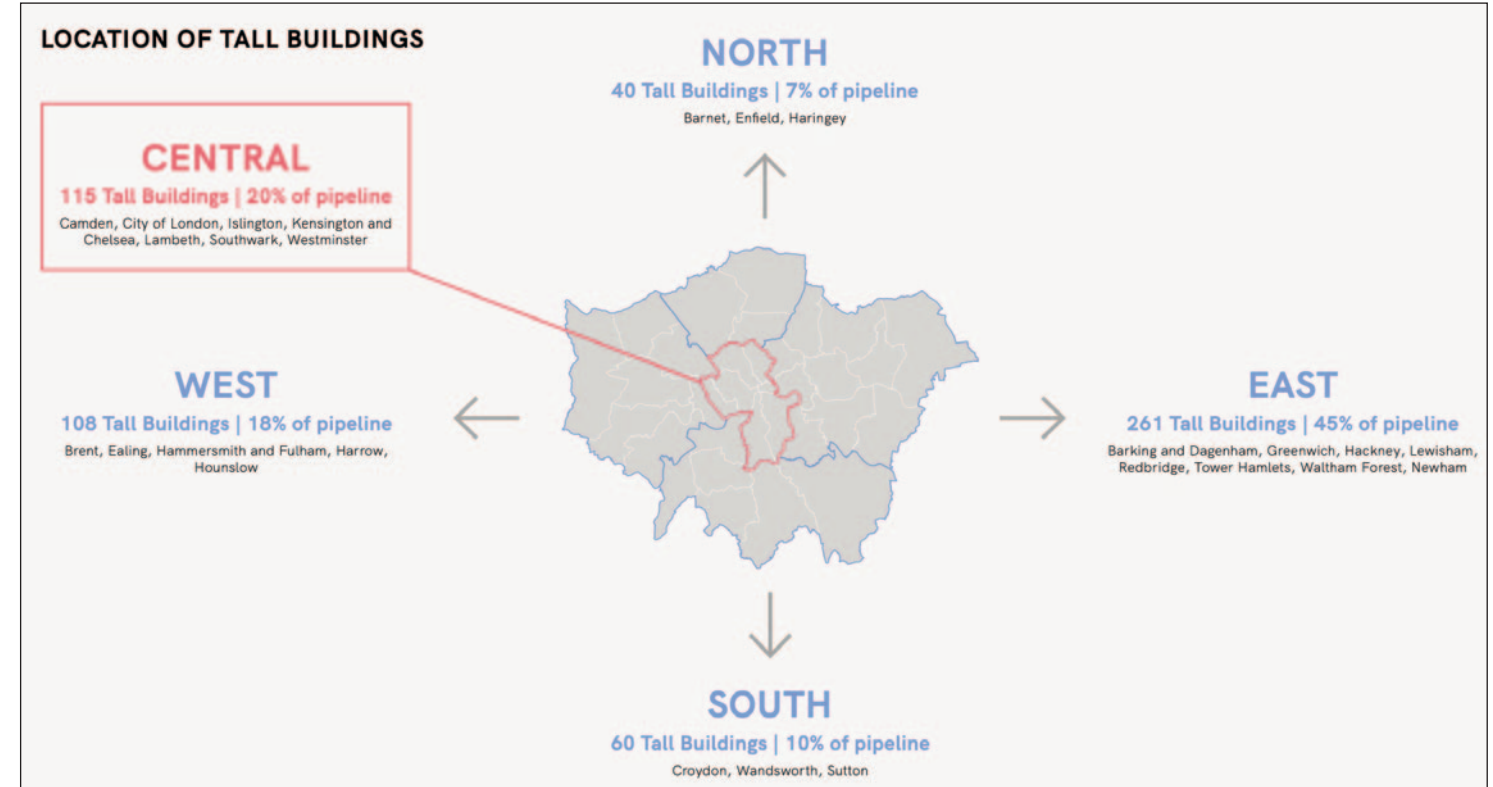 LOCATION OF TALL BUILDINGS
NORTH
40 Tall Buildings | 7% of pipeline
Barnet, Enfield, Haringey
CENTRAL
115 Tall Buildings | 20% of pipeline
Camden, City of London, Islington, Kensington and
Chelsea, Lambeth, Southwark, Westminster
WEST
108 Tall Buildings | 18% of pipeline
Brent, Ealing, Hammersmith and Fulham, Harrow,
Hounslow
EAST
261 Tall Buildings | 45% of pipeline
Barking and Dagenham, Greenwich, Hackney, Lewisham,
Redbridge, Tower Hamlets, Waltham Forest, Newham
SOUTH
60 Tall Buildings | 10% of pipeline
Croydon, Wandsworth, Sutton